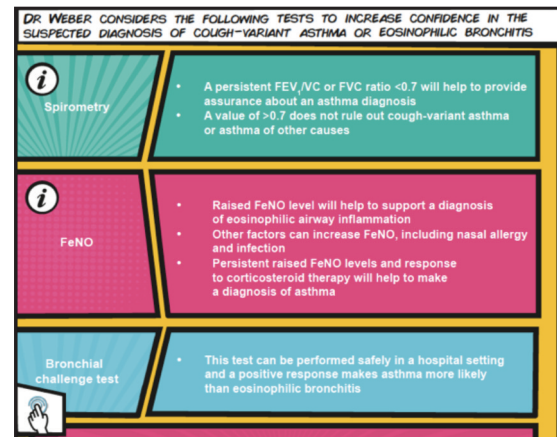 DR WEBER CONSIDERS THE FOLLOWING TESTS TO INCREASE CONFIDENCE IN THE
SUSPECTED DIAGNOSIS OF COUGH-VARIANT ASTHMA OR EOSINOPHILIC BRONCHITIS
i
Spirometry
• A persistent FEV1/VC or FVC ratio <0.7 will help to provide
assurance about an asthma diagnosis
• A value of >0.7 does not rule out cough-variant asthma
or asthma of other causes
i
FeNO
• Raised FeNO level will help to support a diagnosis
of eosinophilic airway inflammation
• Other factors can increase FeNO, including nasal allergy
and infection
• Persistent raised FeNO levels and response
to corticosteroid therapy will help to make
a diagnosis of asthma
Bronchial
challenge test
• This test can be performed safely in a hospital setting
and a positive response makes asthma more likely
than eosinophilic bronchitis